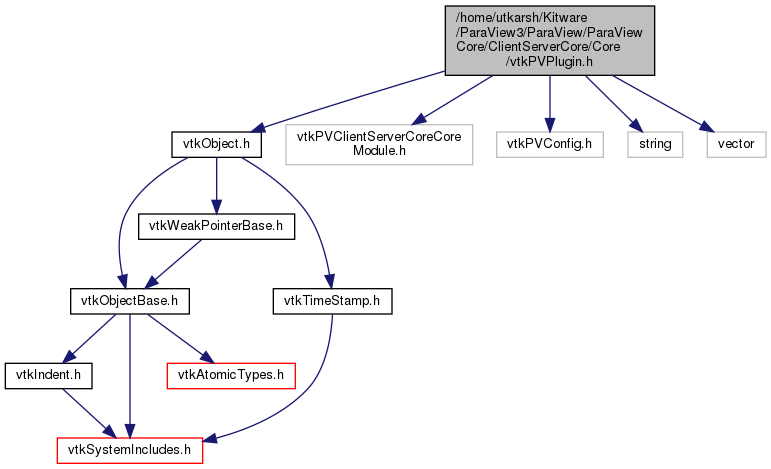 /home/utkarsh/Kitware
/ParaView3/ParaView/ParaView
Core/ClientServerCore/Core
/vtkPVPlugin.h
vtkObject.h
vtkPVClientServerCoreCore
Module.h
vtkPVConfig.h
string
vector
vtkWeakPointerBase.h
vtkObjectBase.h
vtkTimeStamp.h
vtkIndent.h
vtkAtomicTypes.h
vtkSystemIncludes.h